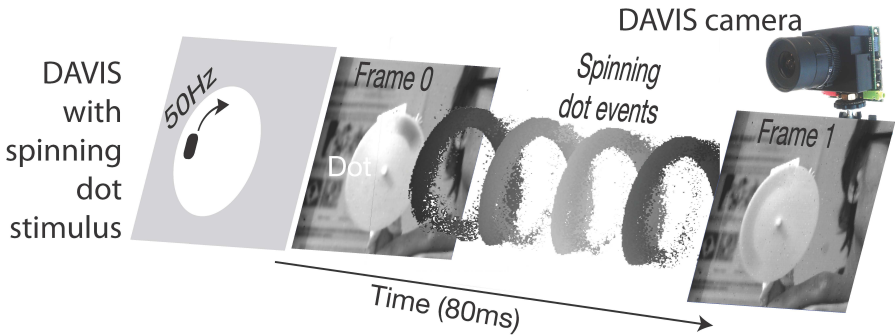 DAVIS
with
spinning
dot
stimulus
50Hz
Frame 0
Dot
Spinning
dot events
DAVIS camera
Frame 1
Time (80ms)